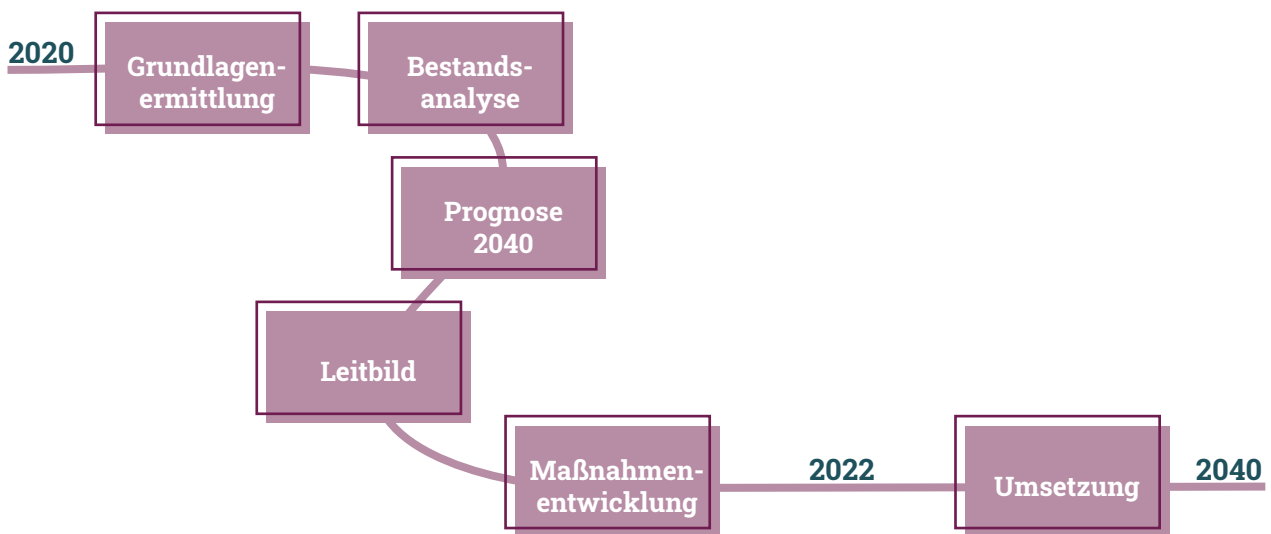 2020
Grundlagen-
ermittlung
Bestands-
analyse
Prognose
2040
Leitbild
Maßnahmen-
entwicklung
2022
Umsetzung
2040